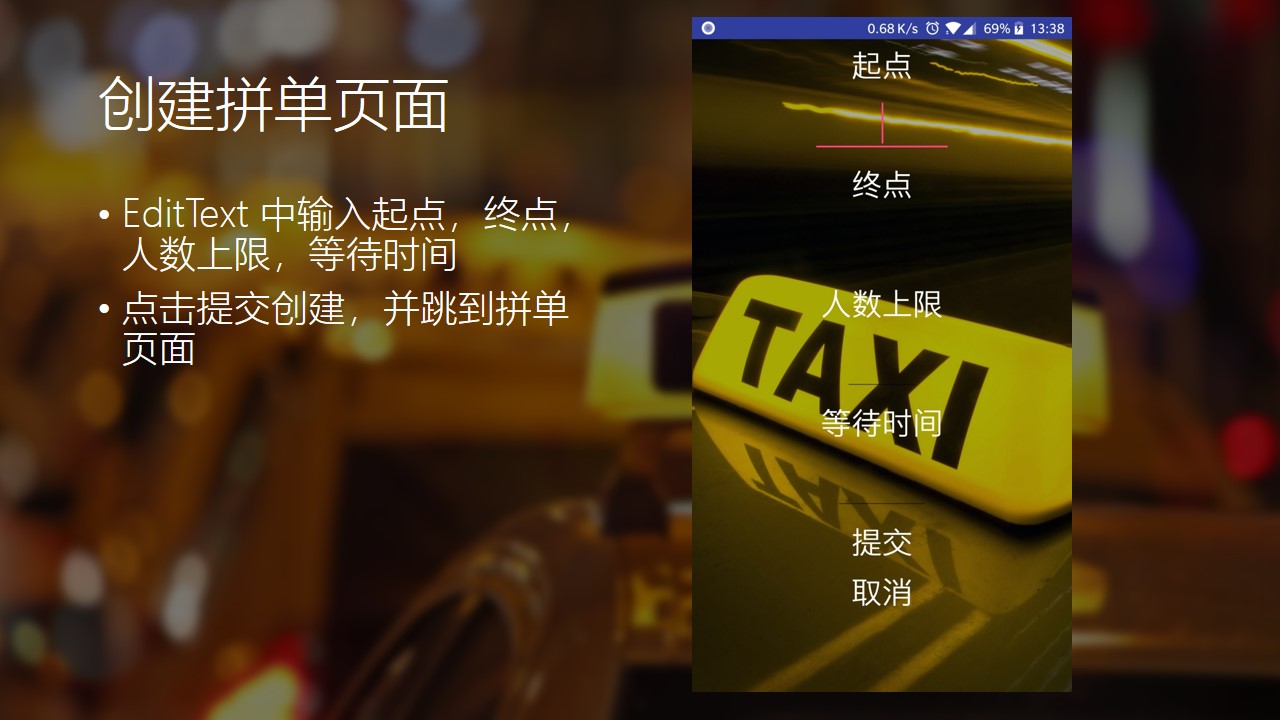 创建拼单页面
• EditText 中输入起点，终点，
人数上限，等待时间
• 点击提交创建，并跳到拼单
页面
0.68 K/s 69% 13:38
起点
终点
人数上限
TAXI
等待时间
TAXI
提交
取消